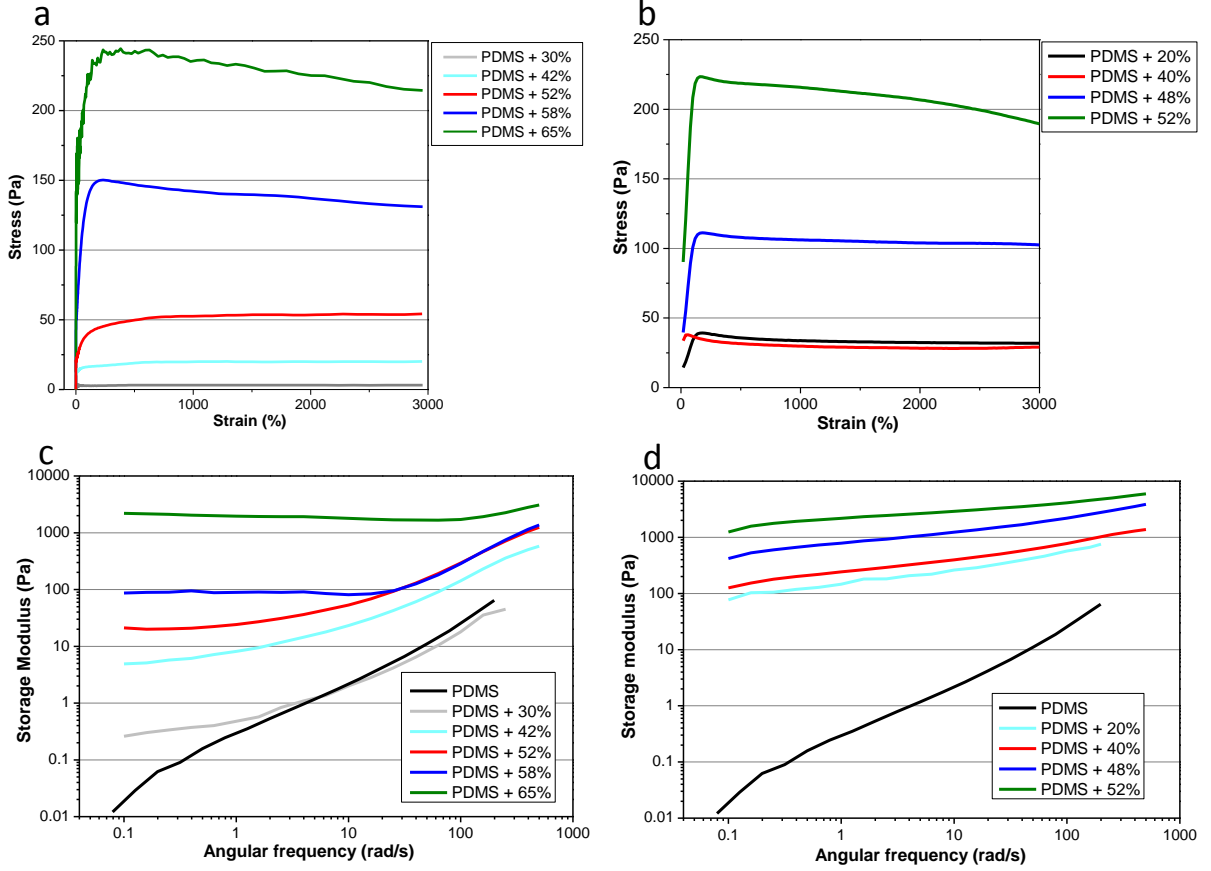 a
250
200
150
100
50
0
Stress (Pa)
0 1000 2000 3000
Strain (%)
PDMS + 30%
PDMS + 42%
PDMS + 52%
PDMS + 58%
PDMS + 65%
b
250
200
150
100
50
0
Stress (Pa)
0 1000 2000 3000
Strain (%)
PDMS + 20%
PDMS + 40%
PDMS + 48%
PDMS + 52%
c
10000
1000
100
10
1
0.1
0.01
Storage Modulus (Pa)
0.1 1 10 100 1000
Angular frequency (rad/s)
PDMS
PDMS + 30%
PDMS + 42%
PDMS + 52%
PDMS + 58%
PDMS + 65%
d
10000
1000
100
10
1
0.1
0.01
Storage modulus (Pa)
0.1 1 10 100 1000
Angular frequency (rad/s)
PDMS
PDMS + 20%
PDMS + 40%
PDMS + 48%
PDMS + 52%